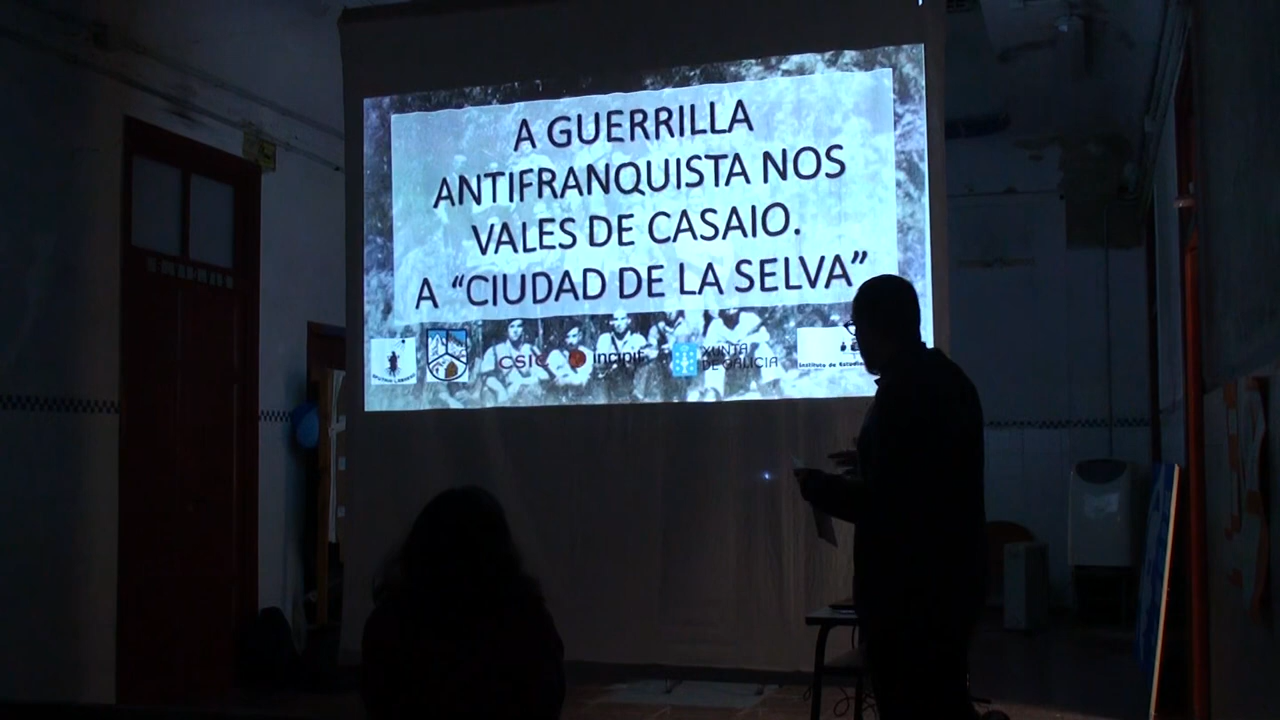 A GUERRILLA
ANTIFRANQUISTA NOS
VALES DE CASAIO.
A “CIUDAD DE LA SELVA”
CSIC
incipit
XUNTA
DE GALICIA